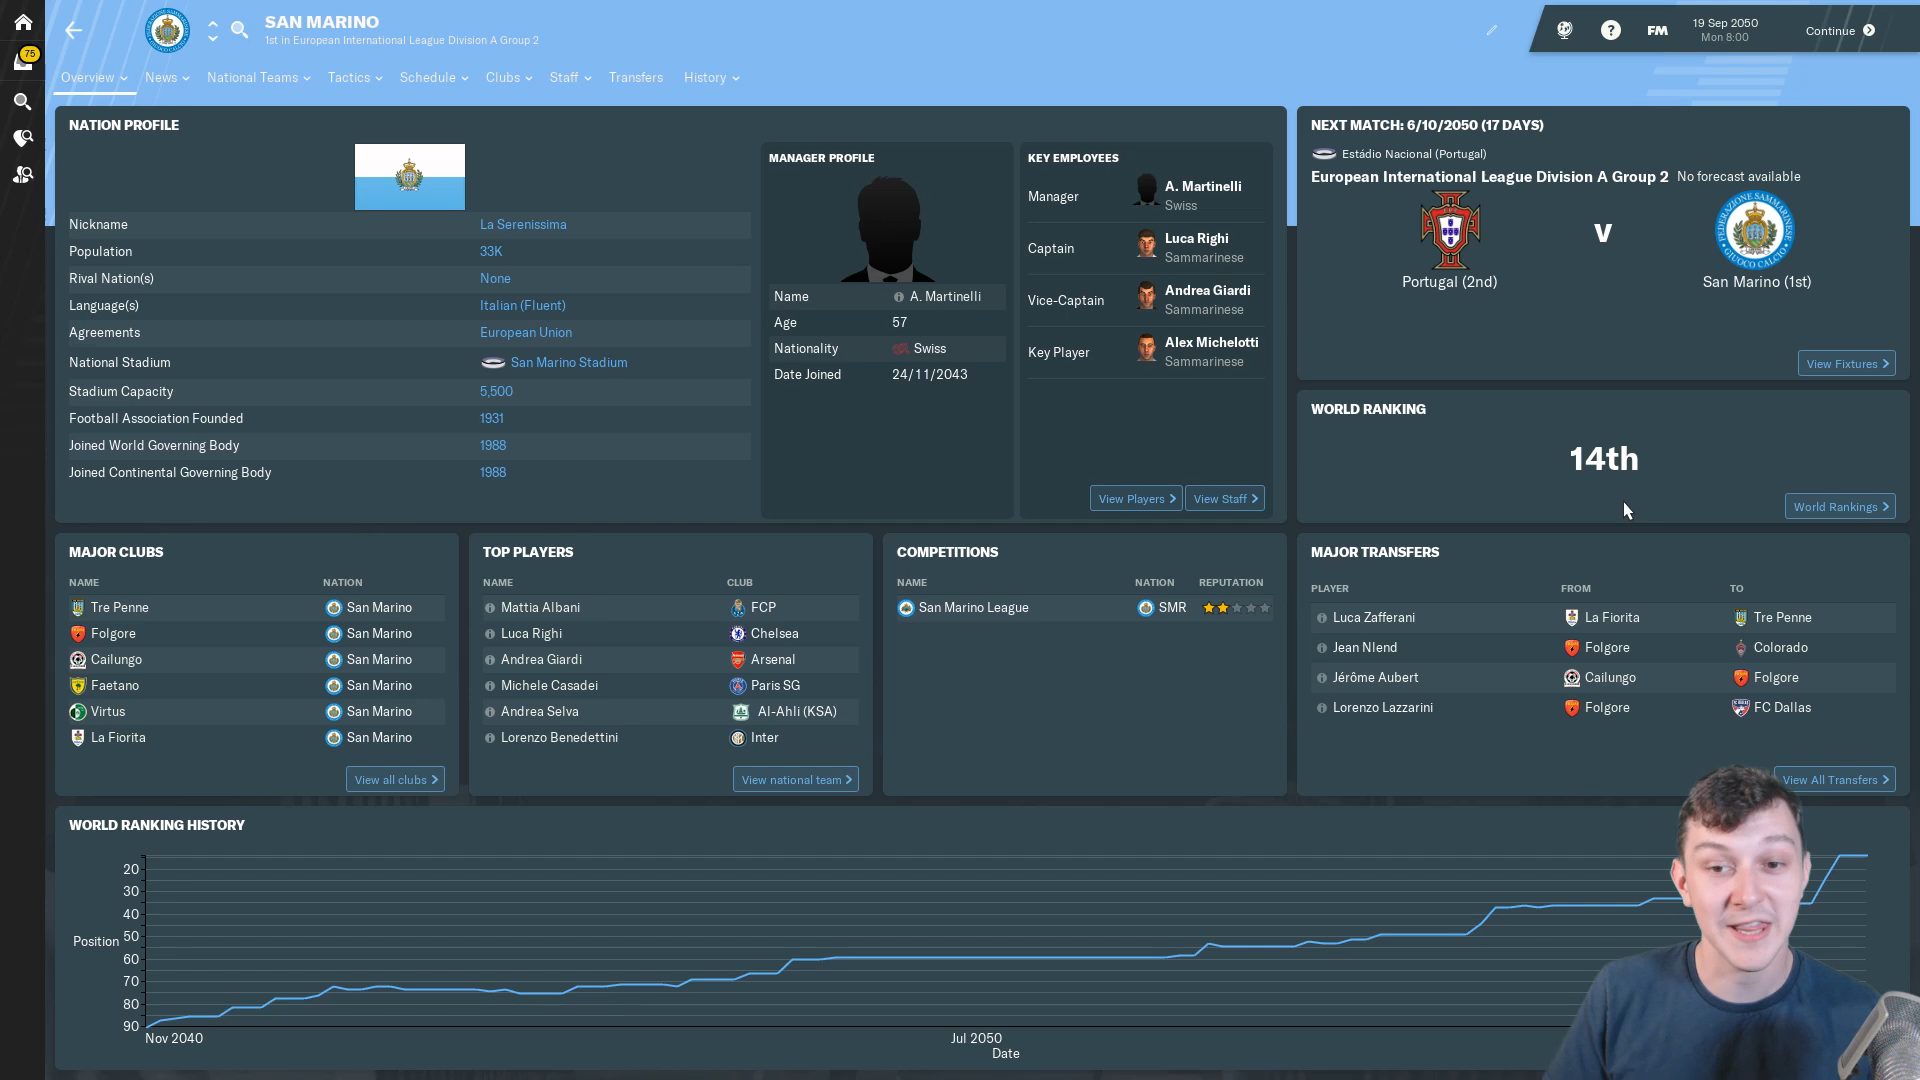 75
SAN MARINO
1st in European International League Division A Group 2
?
FM
19 Sep 2050
Mon 8:00
Continue
Overview
News
National Teams
Tactics
Schedule
Clubs
Staff
Transfers
History
NATION PROFILE
Nickname La Serenissima
Population 33K
Rival Nation(s) None
Language(s) Italian (Fluent)
Agreements European Union
National Stadium San Marino Stadium
Stadium Capacity 5,500
Football Association Founded 1931
Joined World Governing Body 1988
Joined Continental Governing Body 1988
MANAGER PROFILE
Name A. Martinelli
Age 57
Nationality Swiss
Date Joined 24/11/2043
KEY EMPLOYEES
Manager A. Martinelli
Swiss
Captain Luca Righi
Sammarinese
Vice-Captain Andrea Giardi
Sammarinese
Key Player Alex Michelotti
Sammarinese
View Players
View Staff
NEXT MATCH: 6/10/2050 (17 DAYS)
Estádio Nacional (Portugal)
European International League Division A Group 2 No forecast available
v
Portugal (2nd)
San Marino (1st)
View Fixtures
WORLD RANKING
14th
World Rankings
MAJOR CLUBS
NAME NATION
Tre Penne San Marino
Folgore San Marino
Cailungo San Marino
Faetano San Marino
Virtus San Marino
La Fiorita San Marino
View all clubs
TOP PLAYERS
NAME CLUB
Mattia Albani FCP
Luca Righi Chelsea
Andrea Giardi Arsenal
Michele Casadei Paris SG
Andrea Selva Al-Ahli (KSA)
Lorenzo Benedettini Inter
View national team
COMPETITIONS
NAME NATION REPUTATION
San Marino League SMR
MAJOR TRANSFERS
PLAYER FROM TO
Luca Zafferani La Fiorita Tre Penne
Jean Nlend Folgore Colorado
Jérôme Aubert Cailungo Folgore
Lorenzo Lazzarini Folgore FC Dallas
View All Transfers
WORLD RANKING HISTORY
20
30
40
Position 50
60
70
80
90
Nov 2040 Jul 2050
Date